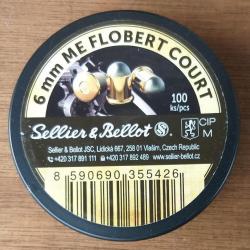 6 mm ME FLOBERT COURT
100
ks/pcs
Sellier & Bellot
S&B
CIP
M
Sellier & Bellot JSC, Lidická 667, 258 01 Vlašim, Czech Republic
+420 317 891 111 +420 317 892 489 www.sellier-bellot.cz
8 590690 355426